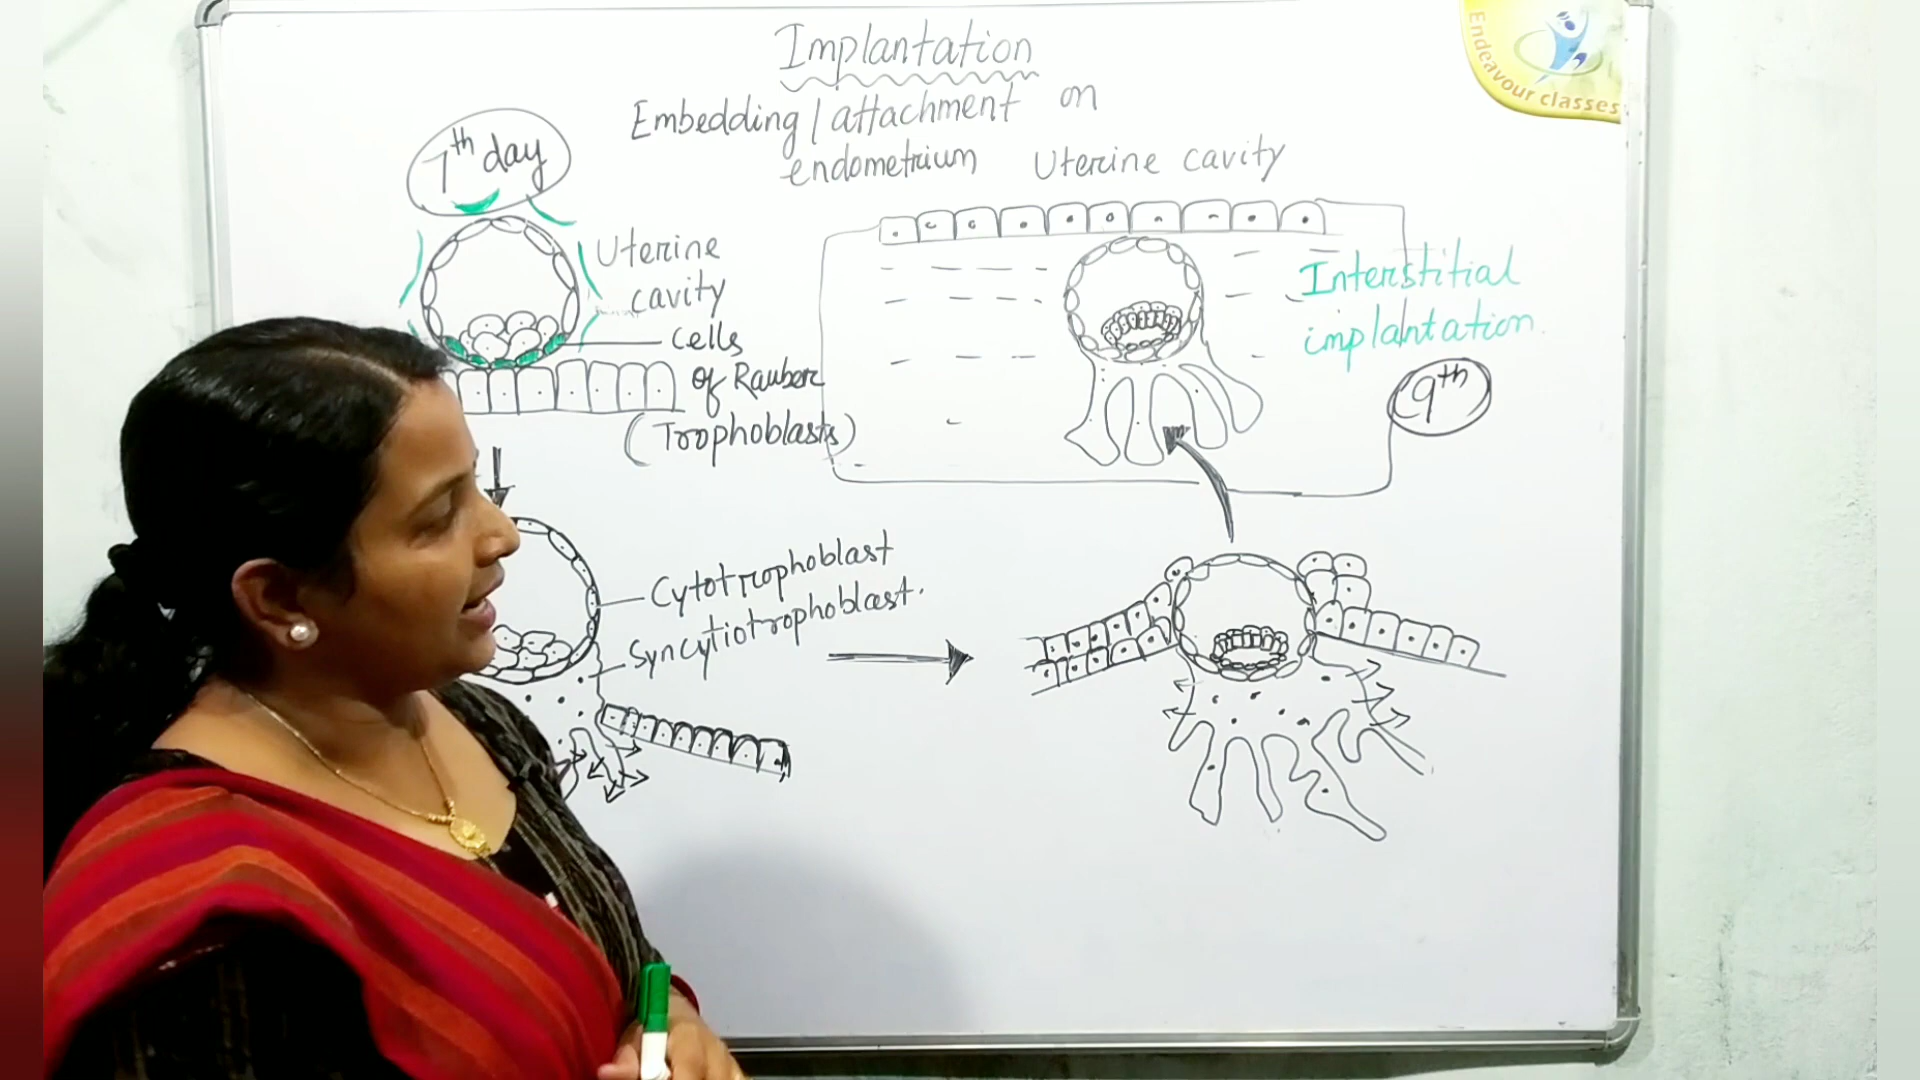 Implantation
Embedding/attachment on
endometrium Uterine cavity
7th day
Uterine
cavity
cells
of Rauber
(Trophoblasts)
Interstitial
implantation.
9th
Cytotrophoblast
Syncytiotrophoblast.
Endeavour classes